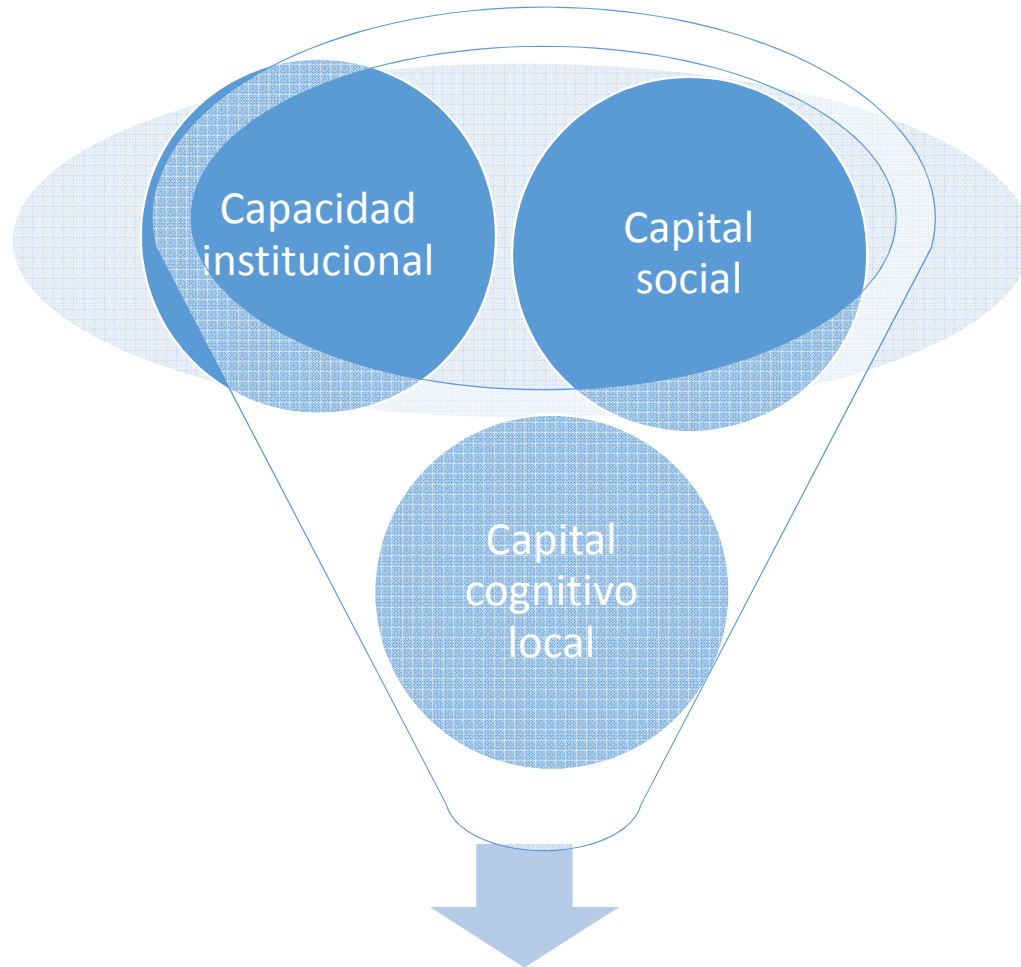 Capacidad
institucional
Capital
social
Capital
cognitivo
local